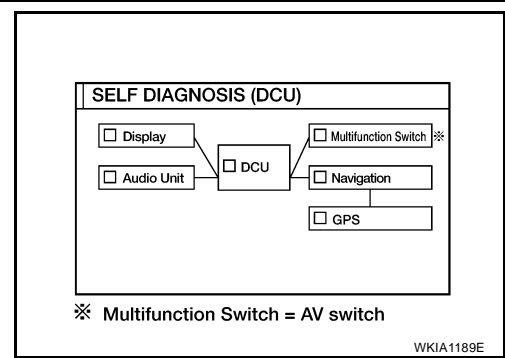 SELF DIAGNOSIS (DCU)
Display
Multifunction Switch ※
DCU
Audio Unit
Navigation
GPS
※ Multifunction Switch = AV switch
WKIA1189E